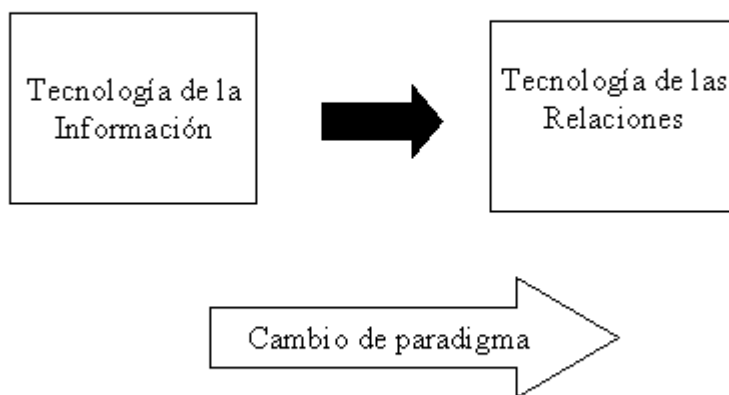 Tecnología de la
Información
Tecnología de las
Relaciones
Cambio de paradigma